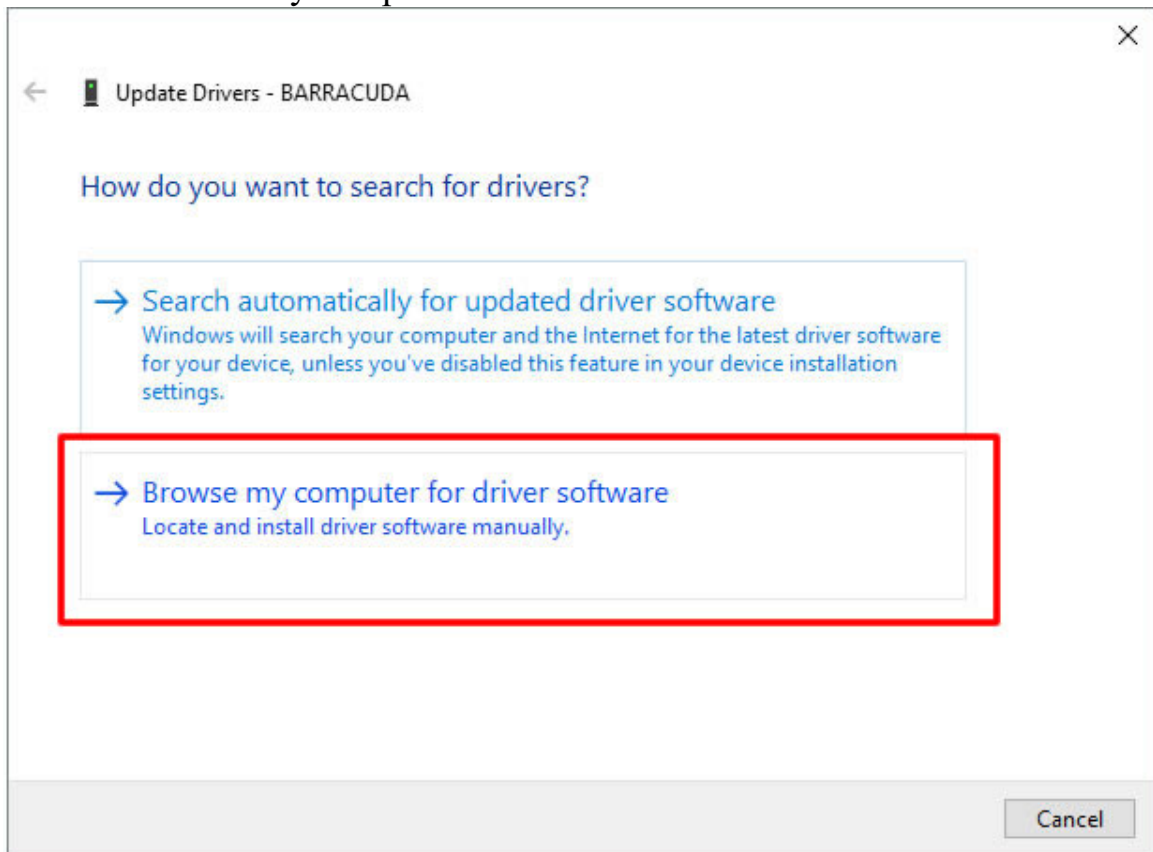 Update Drivers - BARRACUDA
How do you want to search for drivers?
Search automatically for updated driver software
Windows will search your computer and the Internet for the latest driver software
for your device, unless you've disabled this feature in your device installation
settings.
Browse my computer for driver software
Locate and install driver software manually.
Cancel